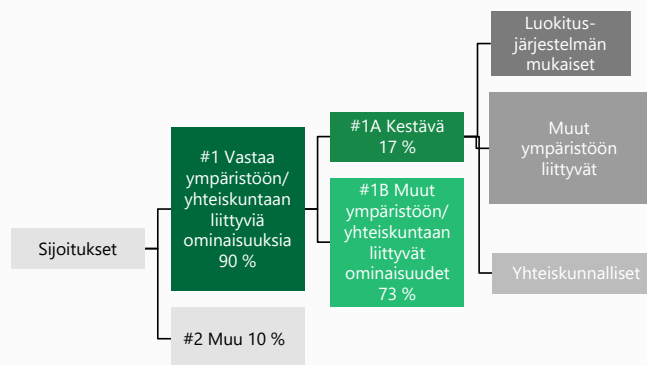 Sijoitukset
#1 Vastaa
ympäristöön/
yhteiskuntaan
liittyviä
ominaisuuksia
90 %
#2 Muu 10 %
#1A Kestävä
17 %
#1B Muut
ympäristöön/
yhteiskuntaan
liittyvät
ominaisuudet
73 %
Luokitus-
järjestelmän
mukaiset
Muut
ympäristöön
liittyvät
Yhteiskunnalliset